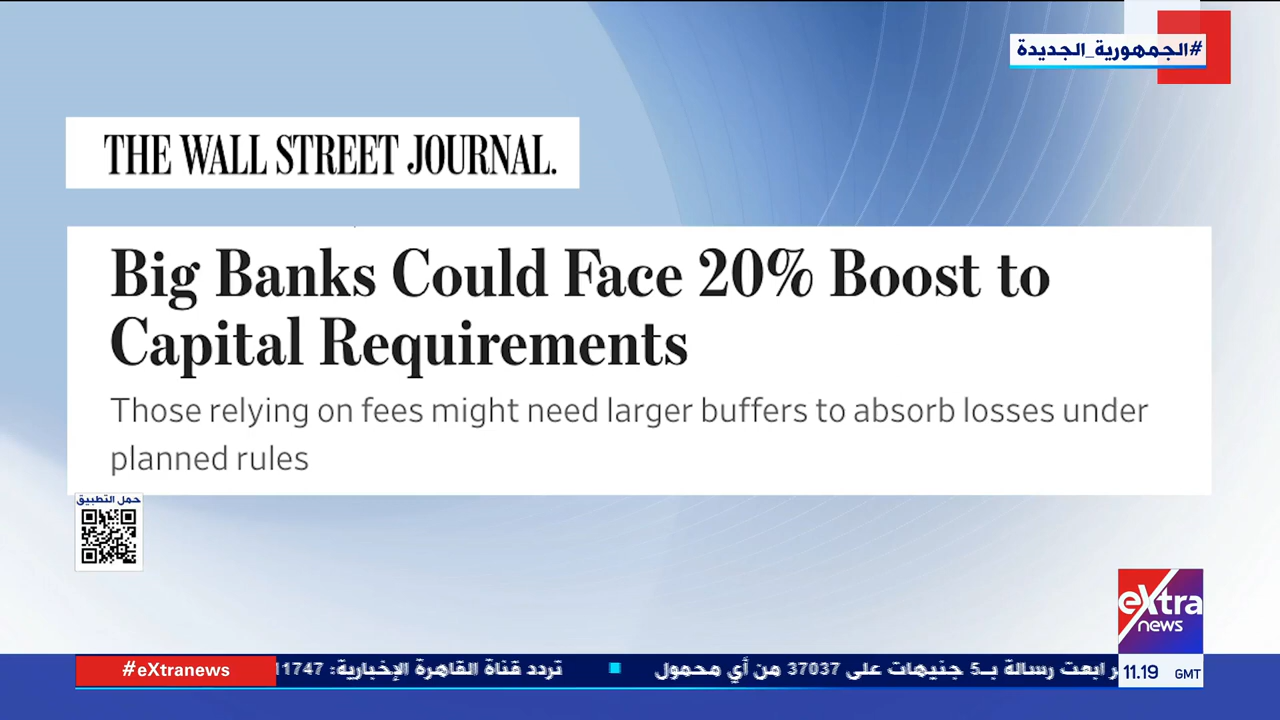 #الجمهورية_الجديدة
THE WALL STREET JOURNAL.
Big Banks Could Face 20% Boost to
Capital Requirements
Those relying on fees might need larger buffers to absorb losses under
planned rules
حمل التطبيق
eXtra
news
#eXtranews
ابعت رسالة بـ5 جنيهات على 37037 من أي محمول ■ تردد قناة القاهرة الإخبارية: 11747
11.19 GMT